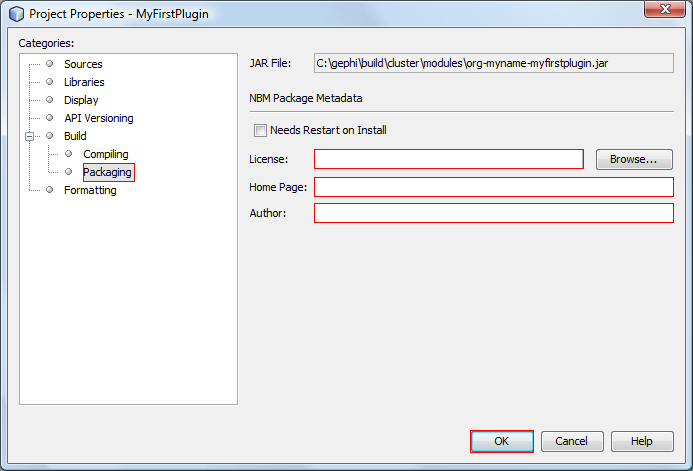 Project Properties - MyFirstPlugin
Categories:
Sources
Libraries
Display
API Versioning
Build
Compiling
Packaging
Formatting
JAR File: C:\gephi\build\cluster\modules\org-myname-myfirstplugin.jar
NBM Package Metadata
Needs Restart on Install
License: Browse...
Home Page:
Author:
OK Cancel Help